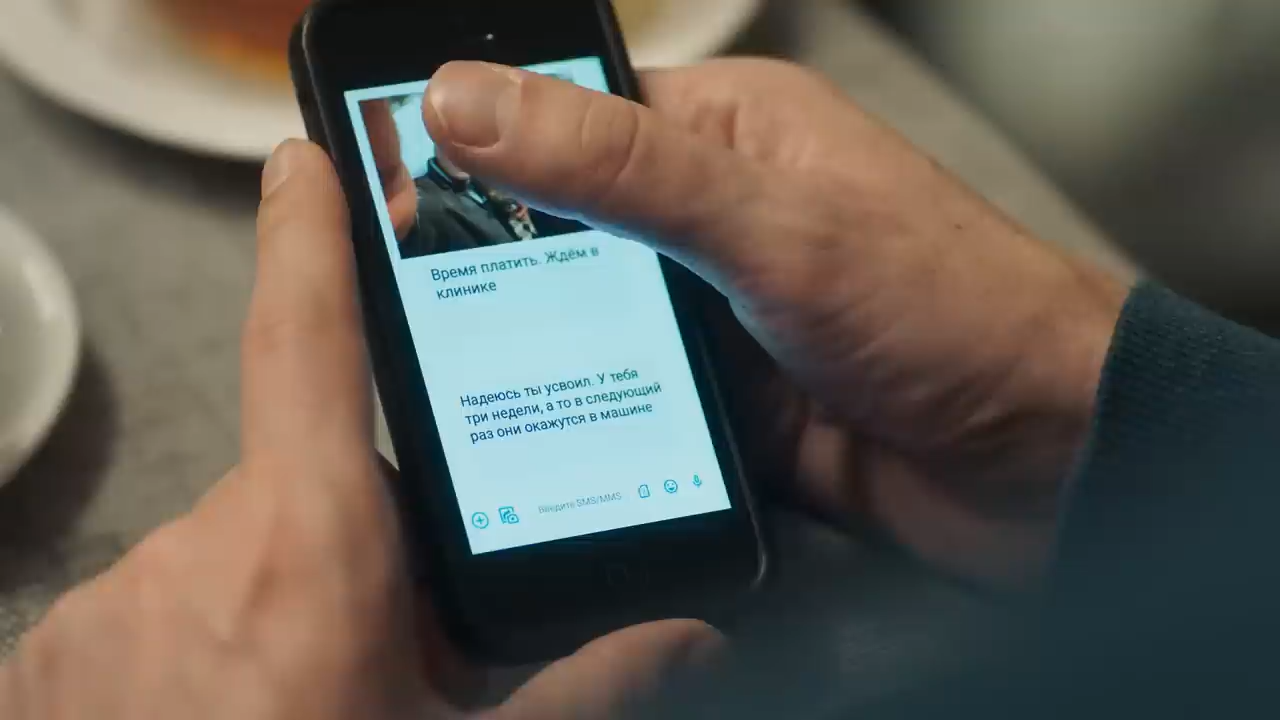 Время платить. Ждём в
клинике
Надеюсь ты усвоил. У тебя
три недели, а то в следующий
раз они окажутся в машине
Введите SMS/MMS